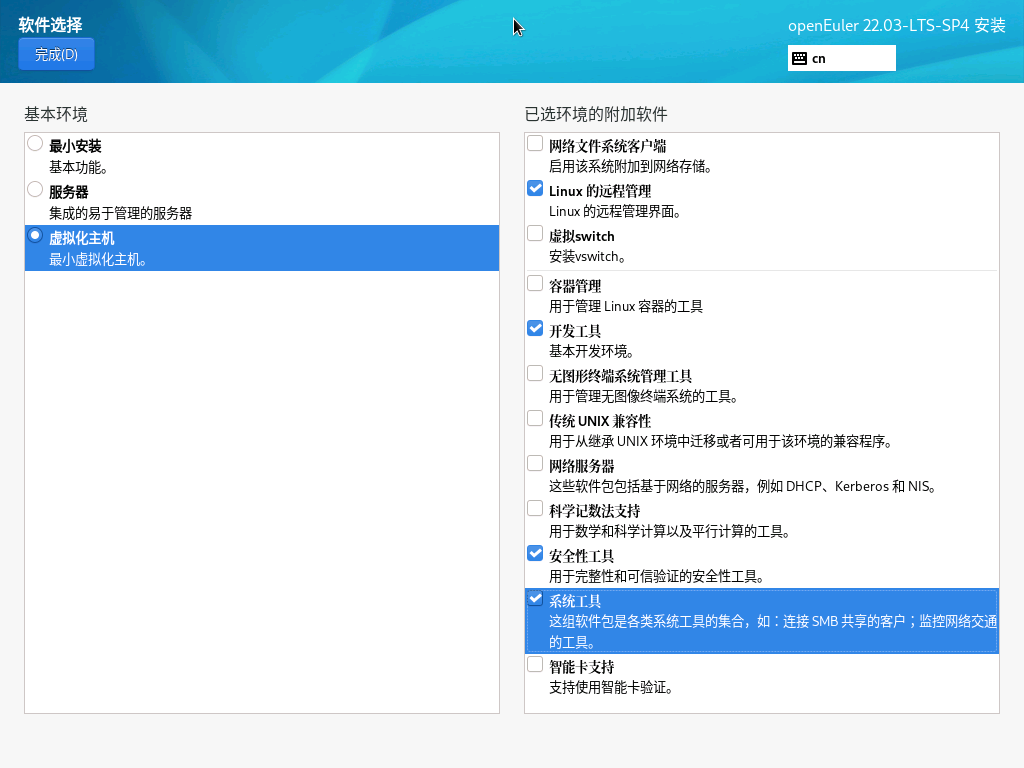 软件选择
openEuler 22.03-LTS-SP4 安装
完成(D)
cn
基本环境
最小安装
基本功能。
服务器
集成的易于管理的服务器
虚拟化主机
最小虚拟化主机。
已选环境的附加软件
网络文件系统客户端
启用该系统附加到网络存储。
Linux 的远程管理
Linux 的远程管理界面。
虚拟switch
安装vswitch。
容器管理
用于管理 Linux 容器的工具
开发工具
基本开发环境。
无图形终端系统管理工具
用于管理无图像终端系统的工具。
传统 UNIX 兼容性
用于从继承 UNIX 环境中迁移或者可用于该环境的兼容程序。
网络服务器
这些软件包包括基于网络的服务器，例如 DHCP、Kerberos 和 NIS。
科学记数法支持
用于数学和科学计算以及平行计算的工具。
安全性工具
用于完整性和可信验证的安全性工具。
系统工具
这组软件包是各类系统工具的集合，如：连接 SMB 共享的客户；监控网络交通
的工具。
智能卡支持
支持使用智能卡验证。